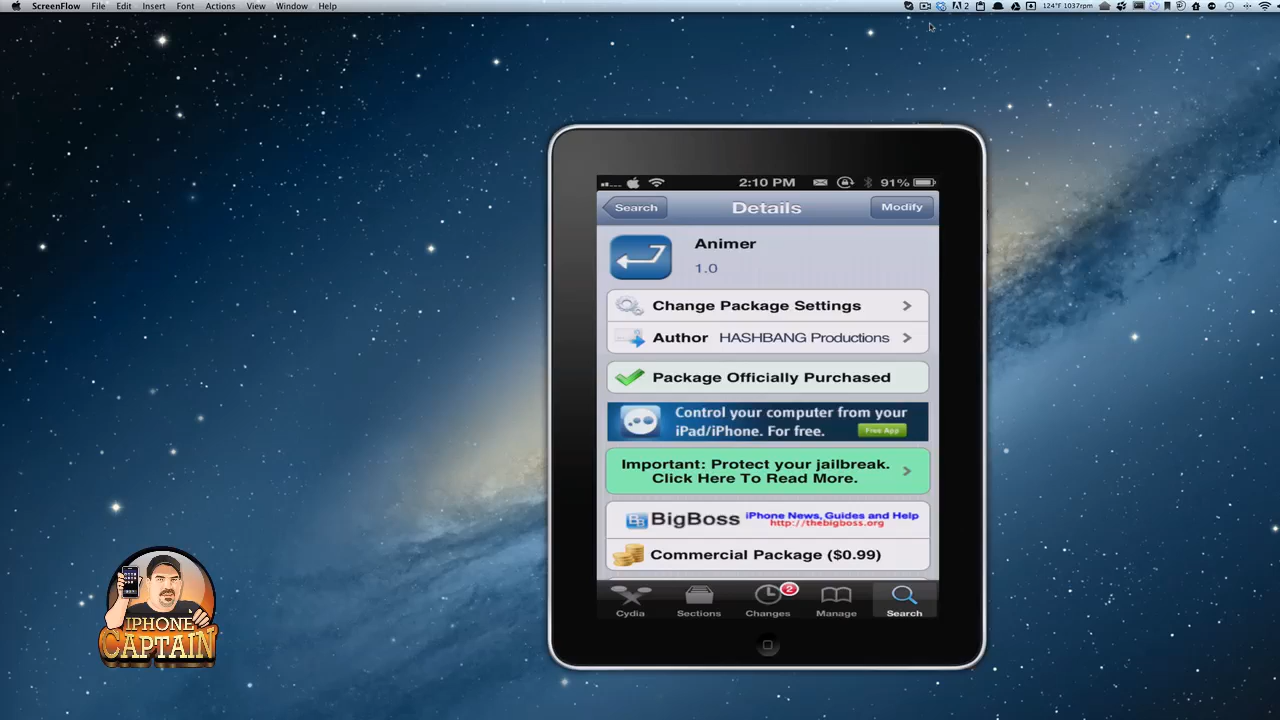 ScreenFlow File Edit Insert Font Actions View Window Help
2 124°F 1037rpm
2:10 PM 91%
Search Details Modify
Animer
1.0
Change Package Settings
Author HASHBANG Productions
Package Officially Purchased
Control your computer from your
iPad/iPhone. For free. Free App
Important: Protect your jailbreak.
Click Here To Read More.
BigBoss iPhone News, Guides and Help
http://thebigboss.org
Commercial Package ($0.99)
2
Cydia Sections Changes Manage Search
IPHONE
CAPTAIN